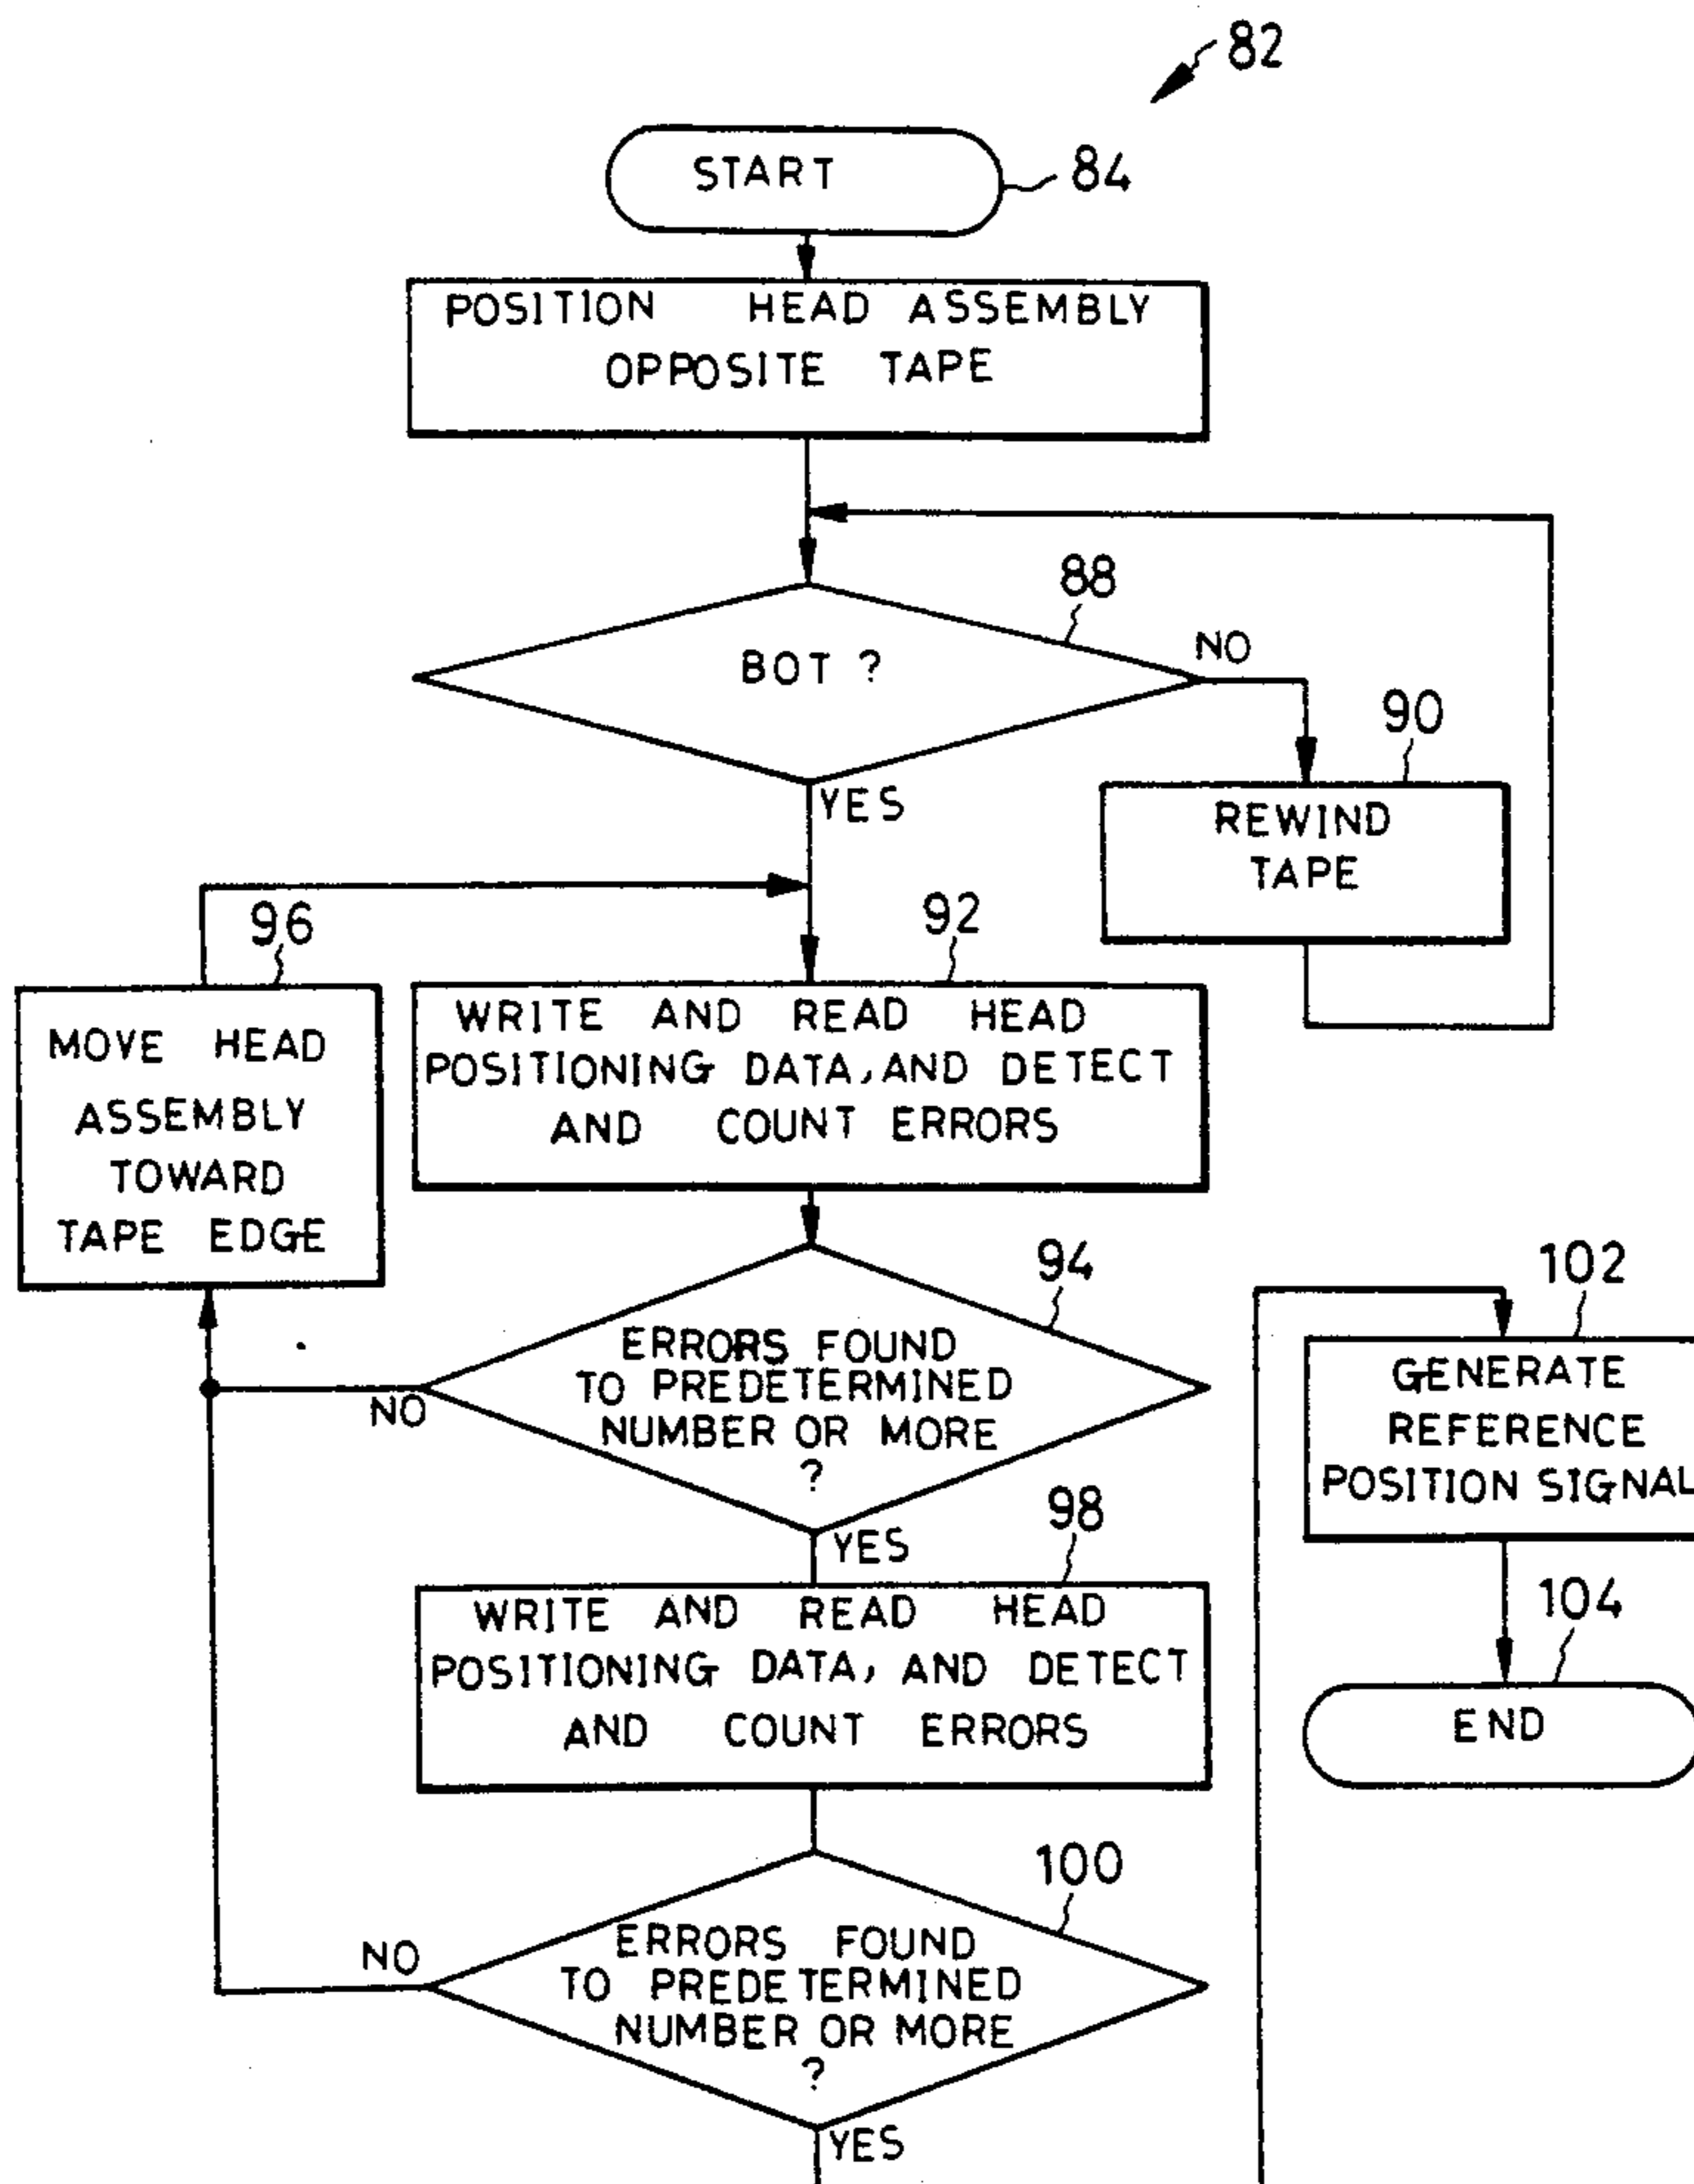 82
START
84
POSITION HEAD ASSEMBLY
OPPOSITE TAPE
88
BOT ?
NO
YES
90
REWIND
TAPE
96
MOVE HEAD
ASSEMBLY
TOWARD
TAPE EDGE
92
WRITE AND READ HEAD
POSITIONING DATA, AND DETECT
AND COUNT ERRORS
94
ERRORS FOUND
TO PREDETERMINED
NUMBER OR MORE
?
NO
YES
98
WRITE AND READ HEAD
POSITIONING DATA, AND DETECT
AND COUNT ERRORS
100
ERRORS FOUND
TO PREDETERMINED
NUMBER OR MORE
?
NO
YES
102
GENERATE
REFERENCE
POSITION SIGNAL
104
END